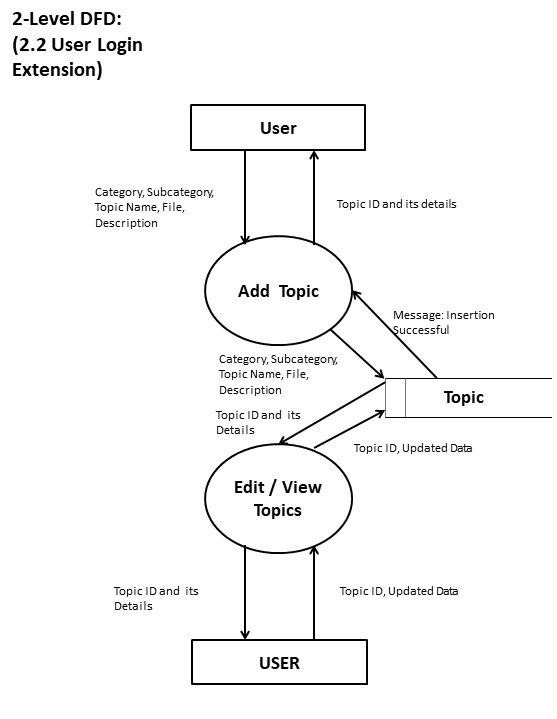 2-Level DFD:
(2.2 User Login
Extension)
User
Category, Subcategory,
Topic Name, File,
Description
Topic ID and its details
Add Topic
Message: Insertion
Successful
Category, Subcategory,
Topic Name, File,
Description
Topic
Topic ID and its
Details
Topic ID, Updated Data
Edit / View
Topics
Topic ID and its
Details
Topic ID, Updated Data
USER